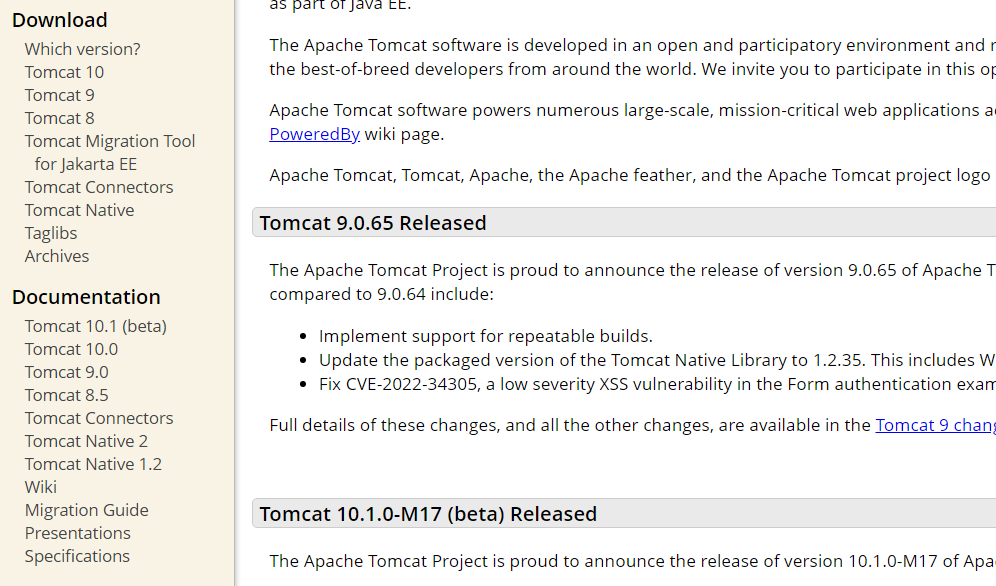 Download
Which version?
Tomcat 10
Tomcat 9
Tomcat 8
Tomcat Migration Tool
for Jakarta EE
Tomcat Connectors
Tomcat Native
Taglibs
Archives
Documentation
Tomcat 10.1 (beta)
Tomcat 10.0
Tomcat 9.0
Tomcat 8.5
Tomcat Connectors
Tomcat Native 2
Tomcat Native 1.2
Wiki
Migration Guide
Presentations
Specifications
as part of Java EE.
The Apache Tomcat software is developed in an open and participatory environment and
the best-of-breed developers from around the world. We invite you to participate in this
Apache Tomcat software powers numerous large-scale, mission-critical web applications
PoweredBy wiki page.
Apache Tomcat, Tomcat, Apache, the Apache feather, and the Apache Tomcat project logo
Tomcat 9.0.65 Released
The Apache Tomcat Project is proud to announce the release of version 9.0.65 of Apache T
compared to 9.0.64 include:
Implement support for repeatable builds.
Update the packaged version of the Tomcat Native Library to 1.2.35. This includes W
Fix CVE-2022-34305, a low severity XSS vulnerability in the Form authentication exam
Full details of these changes, and all the other changes, are available in the Tomcat 9 chang
Tomcat 10.1.0-M17 (beta) Released
The Apache Tomcat Project is proud to announce the release of version 10.1.0-M17 of Apa